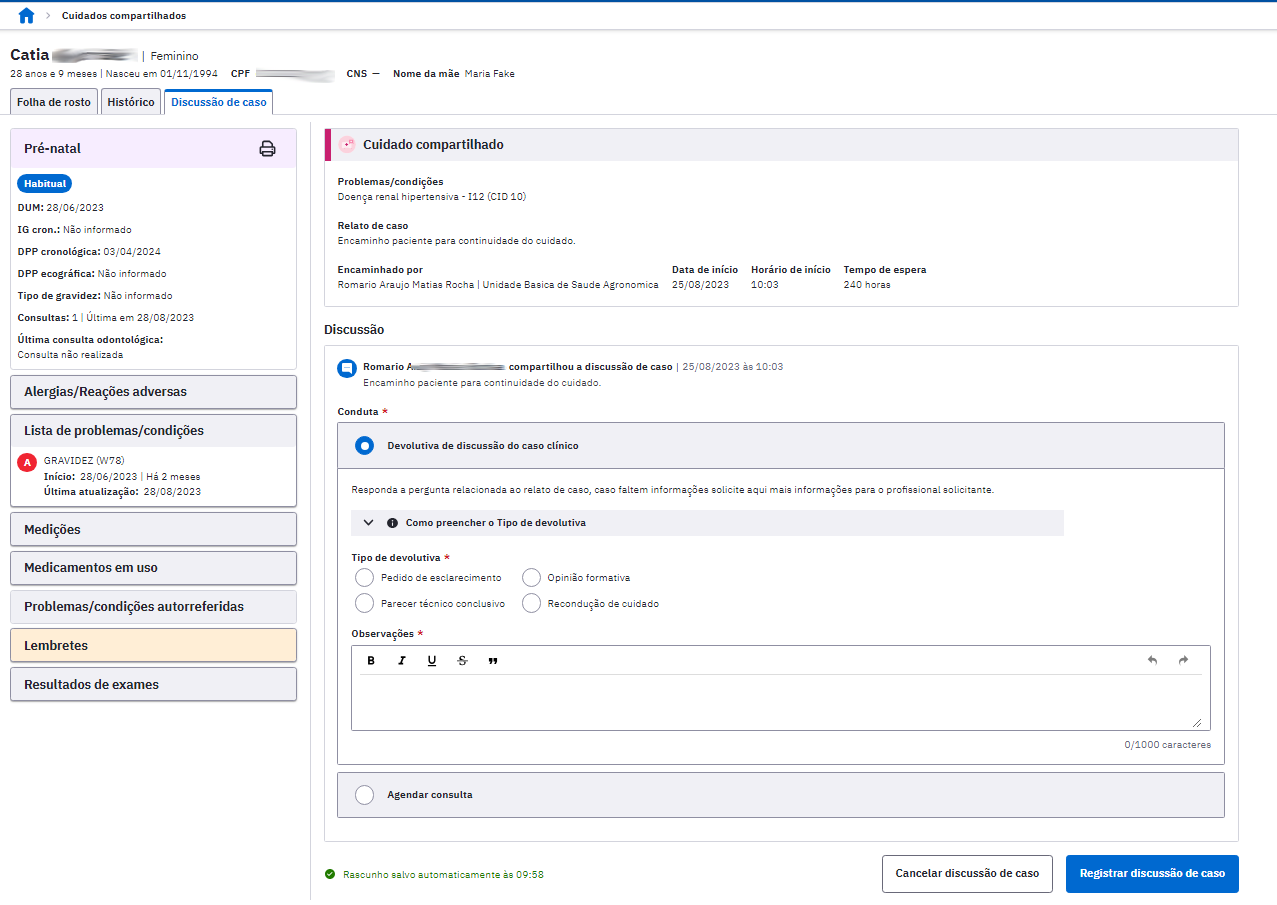 Cuidados compartilhados
Catia | Feminino
28 anos e 9 meses | Nasceu em 01/11/1994 CPF CNS — Nome da mãe Maria Fake
Folha de rosto Histórico Discussão de caso
Pré-natal
Habitual
DUM: 28/06/2023
IG cron.: Não informado
DPP cronológica: 03/04/2024
DPP ecográfica: Não informado
Tipo de gravidez: Não informado
Consultas: 1 | Última em 28/08/2023
Última consulta odontológica:
Consulta não realizada
Alergias/Reações adversas
Lista de problemas/condições
A GRAVIDEZ (W78)
Início: 28/06/2023 | Há 2 meses
Última atualização: 28/08/2023
Medições
Medicamentos em uso
Problemas/condições autorreferidas
Lembretes
Resultados de exames
Cuidado compartilhado
Problemas/condições
Doença renal hipertensiva - I12 (CID 10)
Relato de caso
Encaminho paciente para continuidade do cuidado.
Encaminhado por Data de início Horário de início Tempo de espera
Romario Araujo Matias Rocha | Unidade Basica de Saude Agronomica 25/08/2023 10:03 240 horas
Discussão
Romario A compartilhou a discussão de caso | 25/08/2023 às 10:03
Encaminho paciente para continuidade do cuidado.
Conduta *
Devolutiva de discussão do caso clínico
Responda a pergunta relacionada ao relato de caso, caso faltem informações solicite aqui mais informações para o profissional solicitante.
Como preencher o Tipo de devolutiva
Tipo de devolutiva *
Pedido de esclarecimento Opinião formativa
Parecer técnico conclusivo Recondução de cuidado
Observações *
B I U S
0/1000 caracteres
Agendar consulta
Rascunho salvo automaticamente às 09:58
Cancelar discussão de caso Registrar discussão de caso